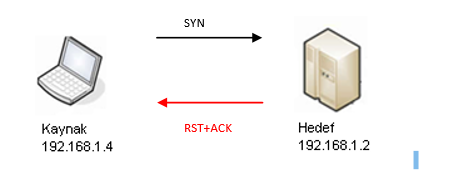 SYN
RST+ACK
Kaynak
192.168.1.4
Hedef
192.168.1.2